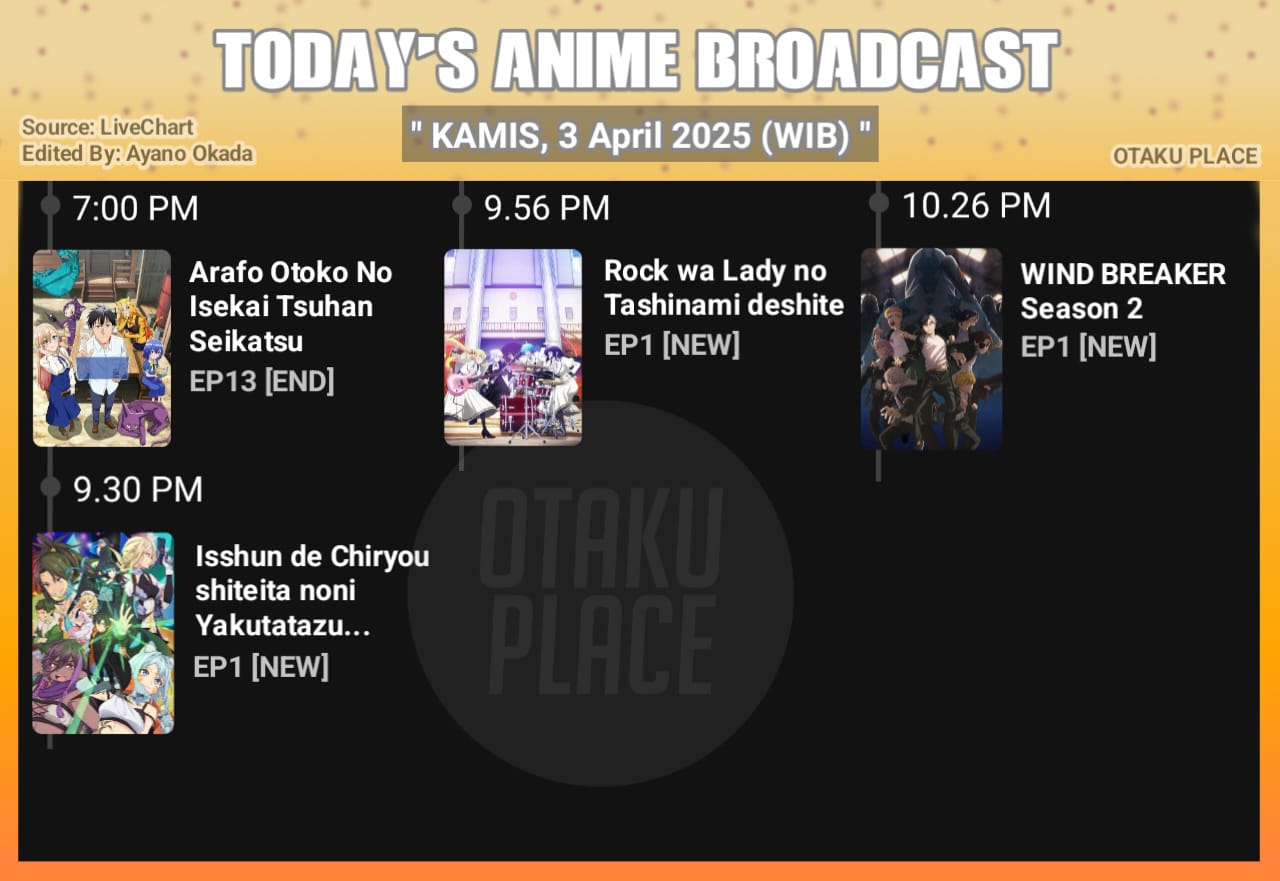 TODAY'S ANIME BROADCAST
Source: LiveChart
Edited By: Ayano Okada
" KAMIS, 3 April 2025 (WIB) "
OTAKU PLACE
7:00 PM
Arafo Otoko No
Isekai Tsuhan
Seikatsu
EP13 [END]
9.30 PM
Isshun de Chiryou
shiteita noni
Yakutatazu...
EP1 [NEW]
9.56 PM
Rock wa Lady no
Tashinami deshite
EP1 [NEW]
10.26 PM
WIND BREAKER
Season 2
EP1 [NEW]
OTAKU
PLACE